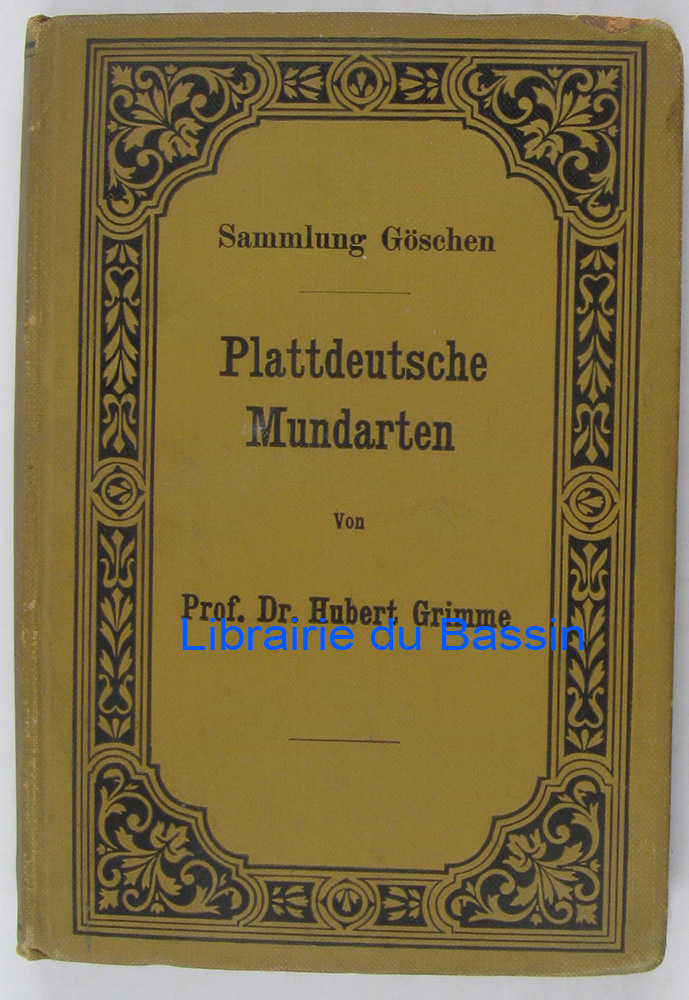 Sammlung Göschen
Plattdeutsche
Mundarten
Von
Prof. Dr. Hubert Grimme
Librairie du Bassin